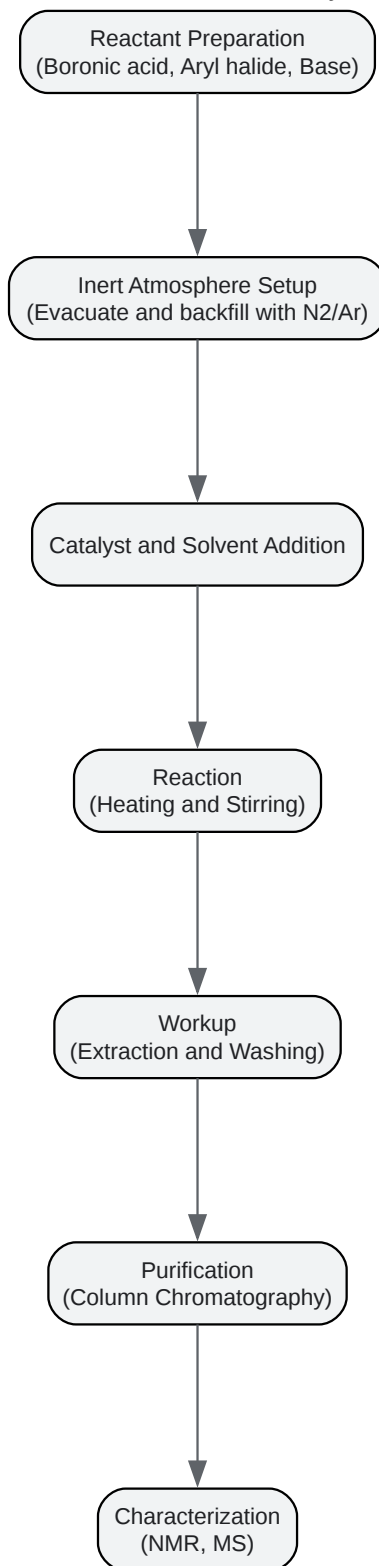 Reactant Preparation
(Boronic acid, Aryl halide, Base)
Inert Atmosphere Setup
(Evacuate and backfill with N2/Ar)
Catalyst and Solvent Addition
Reaction
(Heating and Stirring)
Workup
(Extraction and Washing)
Purification
(Column Chromatography)
Characterization
(NMR, MS)